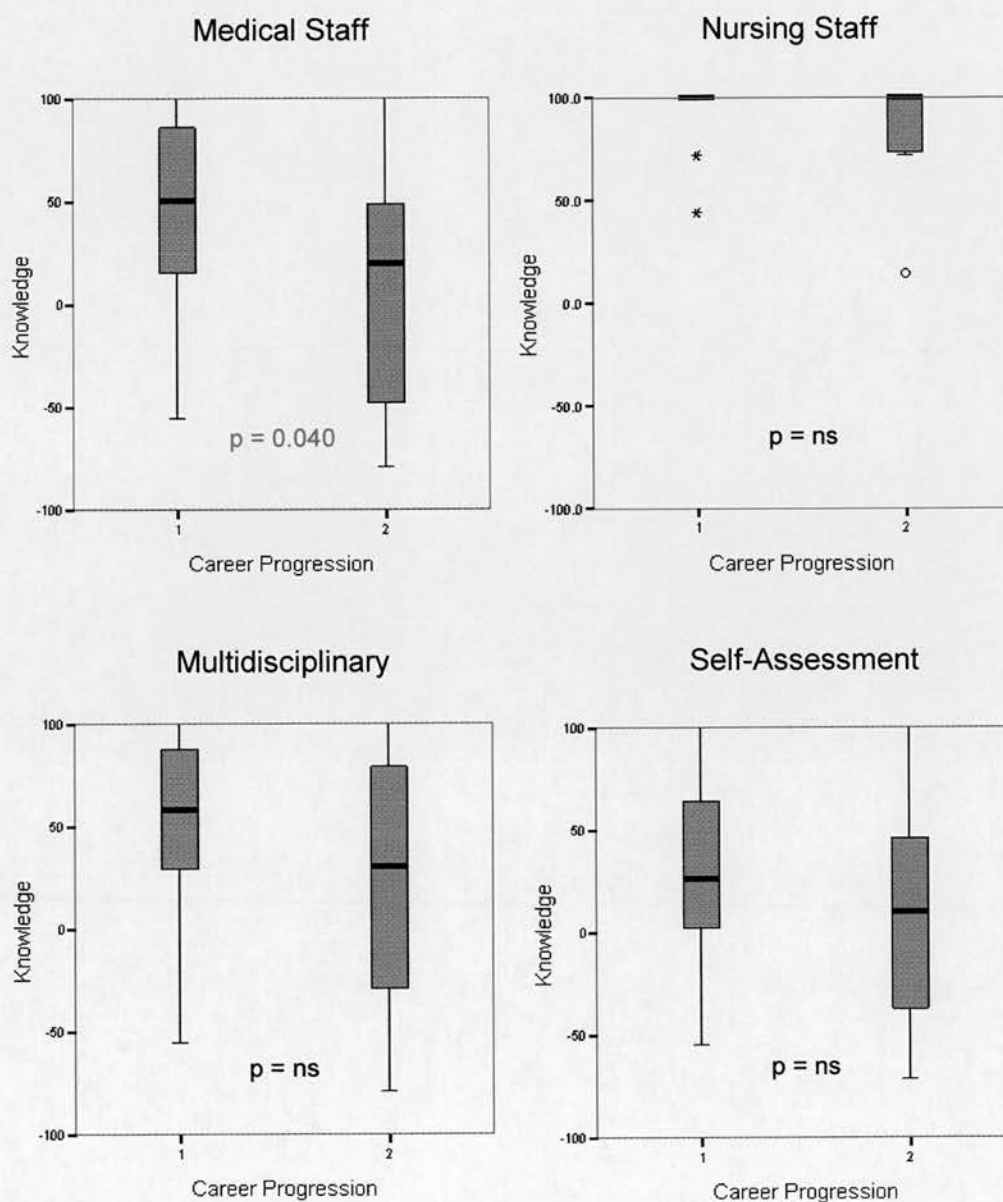 Medical Staff
100
50
0
-50
-100
Knowledge
p = 0.040
1
2
Career Progression
Nursing Staff
100.0
50.0
0.0
-50.0
-100.0
Knowledge
p = ns
1
2
Career Progression
Multidisciplinary
100
50
0
-50
-100
Knowledge
p = ns
1
2
Career Progression
Self-Assessment
100
50
0
-50
-100
Knowledge
p = ns
1
2
Career Progression